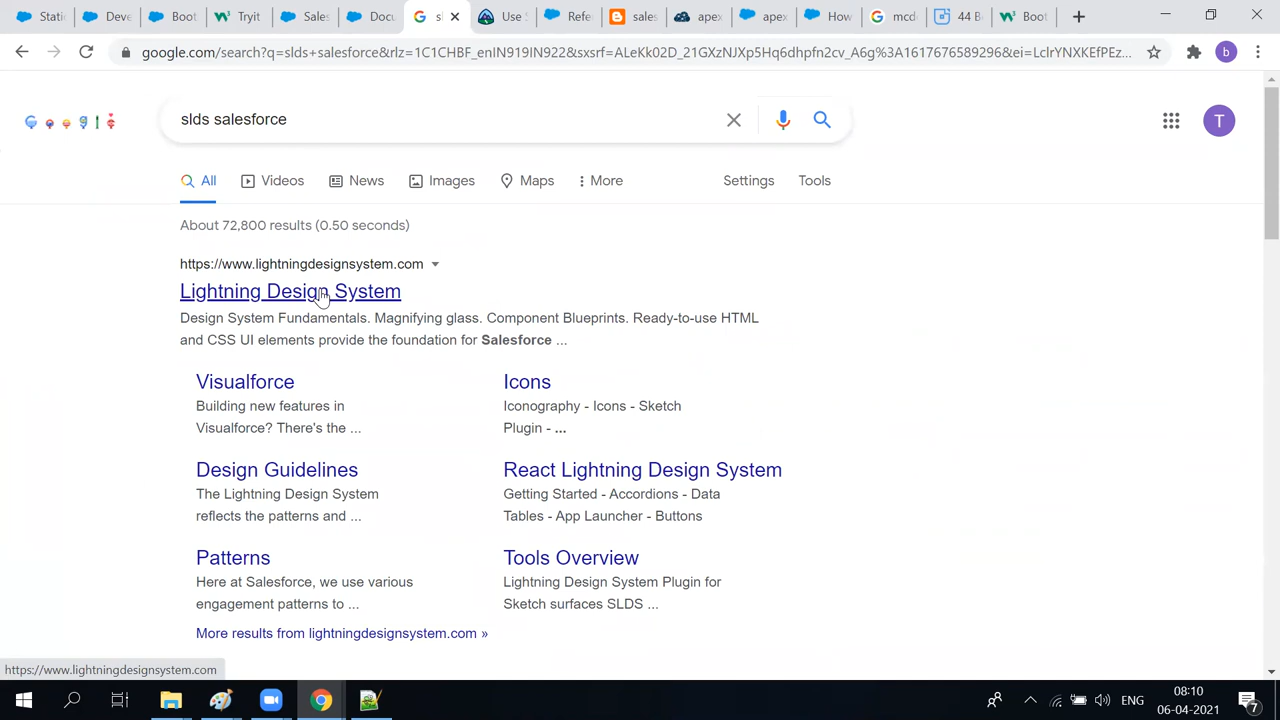 Stati
Deve
Boot
Tryit
Sales
Docu
sl
Use S
Refe
sales
apex
apex
How
mcd
44 B
Boot
google.com/search?q=slds+salesforce&rlz=1C1CHBF_enIN919IN922&sxsrf=ALeKk02D_21GXzNJXp5Hq6dhpfn2cv_A6g%3A1617676589296&ei=LclrYNXKEfPEz...
b
slds salesforce
T
All
Videos
News
Images
Maps
More
Settings
Tools
About 72,800 results (0.50 seconds)
https://www.lightningdesignsystem.com
Lightning Design System
Design System Fundamentals. Magnifying glass. Component Blueprints. Ready-to-use HTML
and CSS UI elements provide the foundation for Salesforce ...
Visualforce
Building new features in
Visualforce? There's the ...
Icons
Iconography - Icons - Sketch
Plugin - ...
Design Guidelines
The Lightning Design System
reflects the patterns and ...
React Lightning Design System
Getting Started - Accordions - Data
Tables - App Launcher - Buttons
Patterns
Here at Salesforce, we use various
engagement patterns to ...
Tools Overview
Lightning Design System Plugin for
Sketch surfaces SLDS ...
More results from lightningdesignsystem.com »
https://www.lightningdesignsystem.com
ENG
08:10
06-04-2021
7